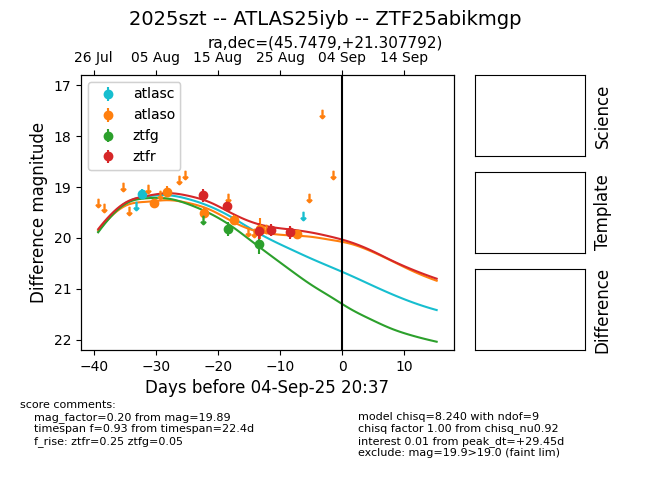 2025szt -- ATLAS25iyb -- ZTF25abikmgp
ra,dec=(45.7479,+21.307792)
26 Jul 05 Aug 15 Aug 25 Aug 04 Sep 14 Sep
atlasc
atlaso
ztfg
ztfr
17
18
19
20
21
22
Difference magnitude
−40 −30 −20 −10 0 10
Days before 04-Sep-25 20:37
Science
Template
Difference
score comments:
mag_factor=0.20 from mag=19.89
timespan f=0.93 from timespan=22.4d
f_rise: ztfr=0.25 ztfg=0.05
model chisq=8.240 with ndof=9
chisq factor 1.00 from chisq_nu0.92
interest 0.01 from peak_dt=+29.45d
exclude: mag=19.9>19.0 (faint lim)